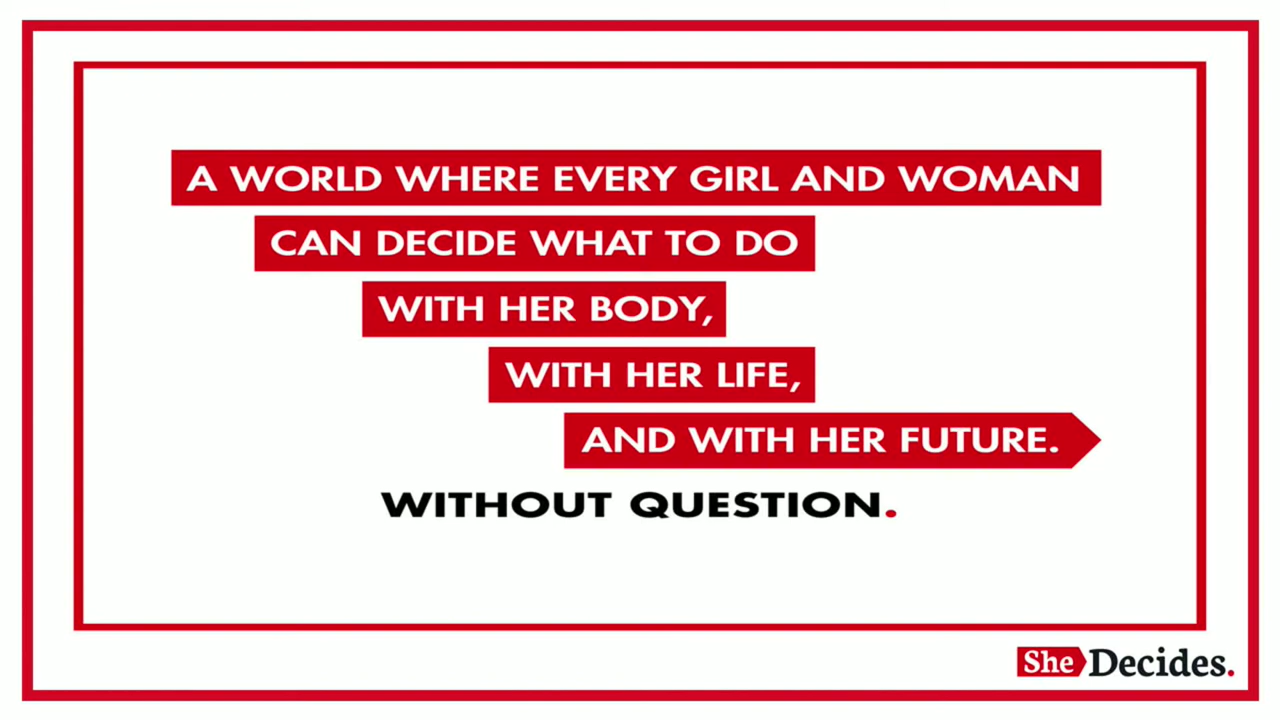 A WORLD WHERE EVERY GIRL AND WOMAN
CAN DECIDE WHAT TO DO
WITH HER BODY,
WITH HER LIFE,
AND WITH HER FUTURE.
WITHOUT QUESTION.
She Decides.